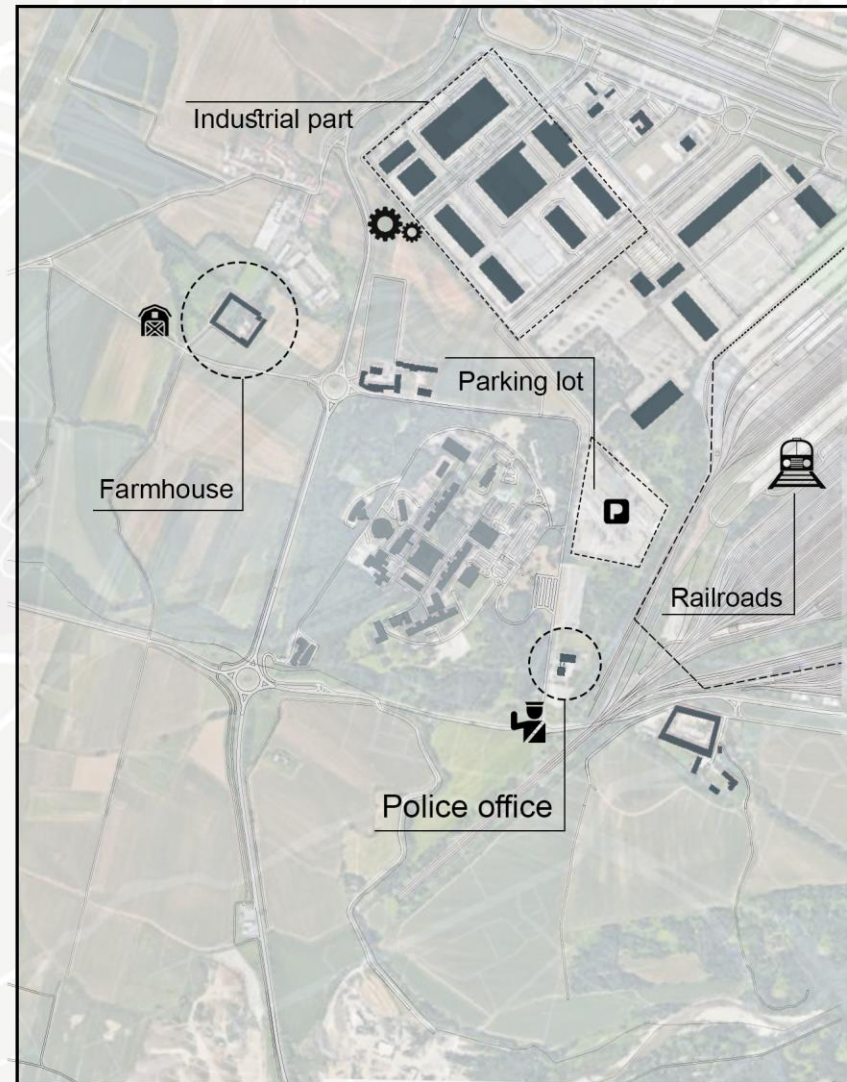 Industrial part
Parking lot
P
Farmhouse
Railroads
Police office